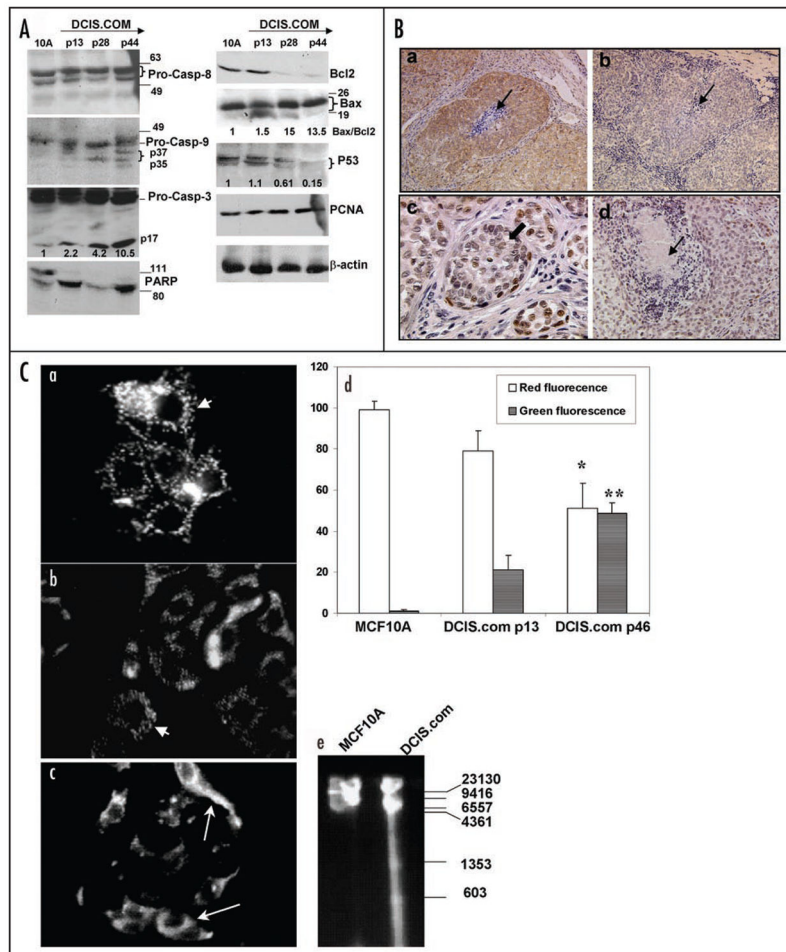 A
DCIS.COM
10A p13 p28 p44
63
Pro-Casp-8
49
49
Pro-Casp-9
p37
p35
Pro-Casp-3
p17
1 2.2 4.2 10.5
111
PARP
80
DCIS.COM
10A p13 p28 p44
Bcl2
26
Bax
19
1 1.5 15 13.5 Bax/Bcl2
P53
1 1.1 0.61 0.15
PCNA
β-actin
B
a
b
c
d
C
a
b
c
d
120
100
80
60
40
20
0
Red fluorecence
Green fluorescence
*
**
MCF10A DCIS.com p13 DCIS.com p46
e
MCF10A
DCIS.com
23130
9416
6557
4361
1353
603